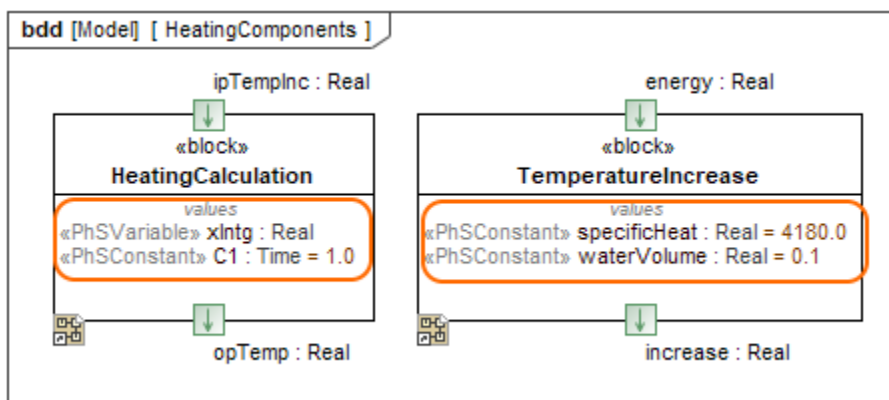 bdd [Model] [ HeatingComponents ]
ipTempInc : Real
«block»
HeatingCalculation
values
«PhSVariable» xIntg : Real
«PhSConstant» C1 : Time = 1.0
opTemp : Real
energy : Real
«block»
TemperatureIncrease
values
«PhSConstant» specificHeat : Real = 4180.0
«PhSConstant» waterVolume : Real = 0.1
increase : Real